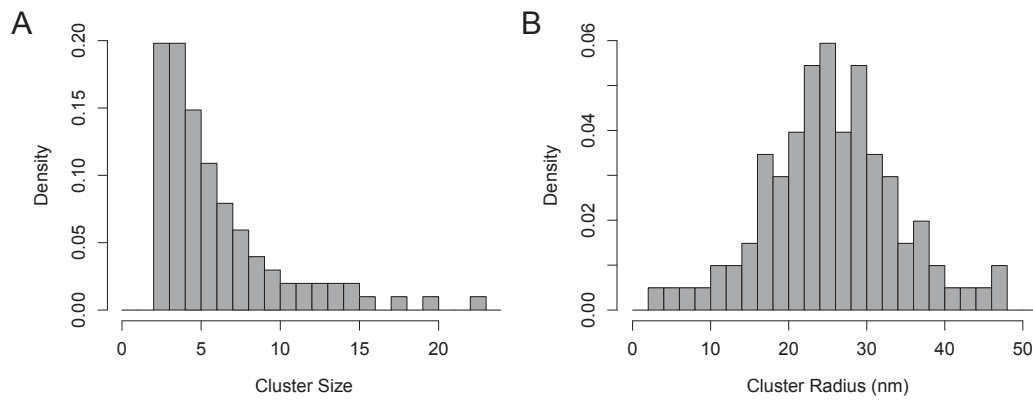 A
B
Density
0.00 0.05 0.10 0.15 0.20
0 5 10 15 20
Cluster Size
Density
0.00 0.02 0.04 0.06
0 10 20 30 40 50
Cluster Radius (nm)